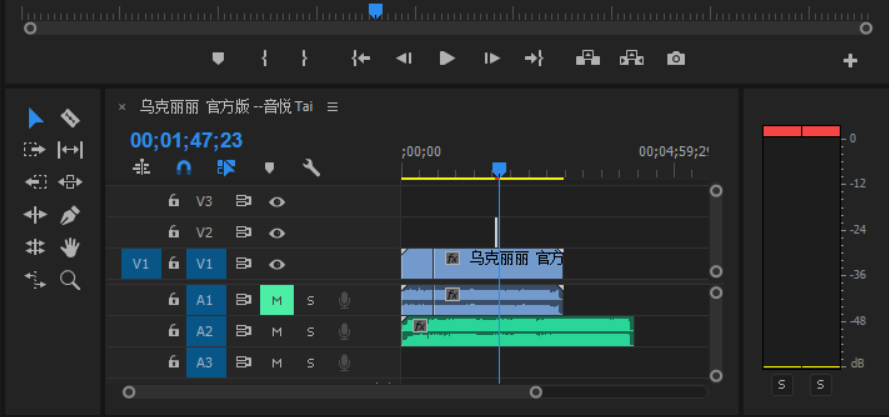 × 乌克丽丽 官方版 --音悦 Tai
00;01;47;23
;00;00
00;04;59;29
V3
V2
V1 V1 fx 乌克丽丽 官方
A1 M S fx
A2 M S fx
A3 M S
0
-12
-24
-36
-48
dB
S S